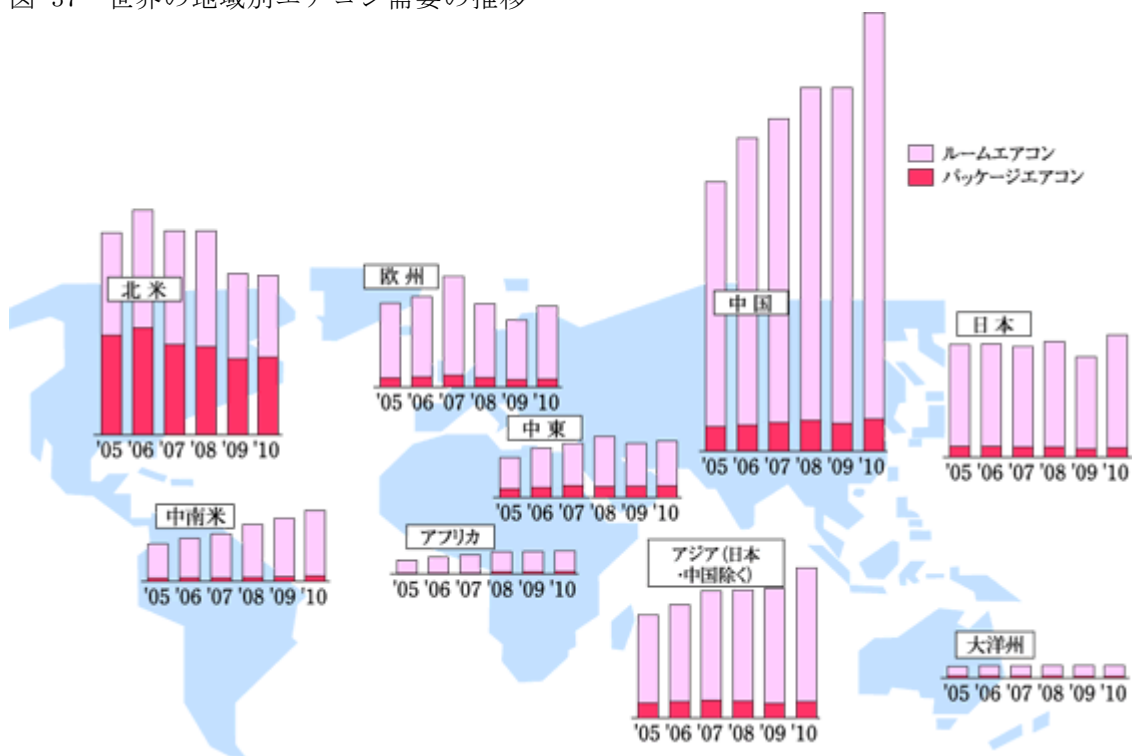 図 37 世界の地域別エアコン需要の推移
ルームエアコン
パッケージエアコン
北米
'05 '06 '07 '08 '09 '10
欧州
'05 '06 '07 '08 '09 '10
中国
'05 '06 '07 '08 '09 '10
日本
'05 '06 '07 '08 '09 '10
中東
'05 '06 '07 '08 '09 '10
中南米
'05 '06 '07 '08 '09 '10
アフリカ
'05 '06 '07 '08 '09 '10
アジア(日本
・中国除く)
'05 '06 '07 '08 '09 '10
大洋州
'05 '06 '07 '08 '09 '10